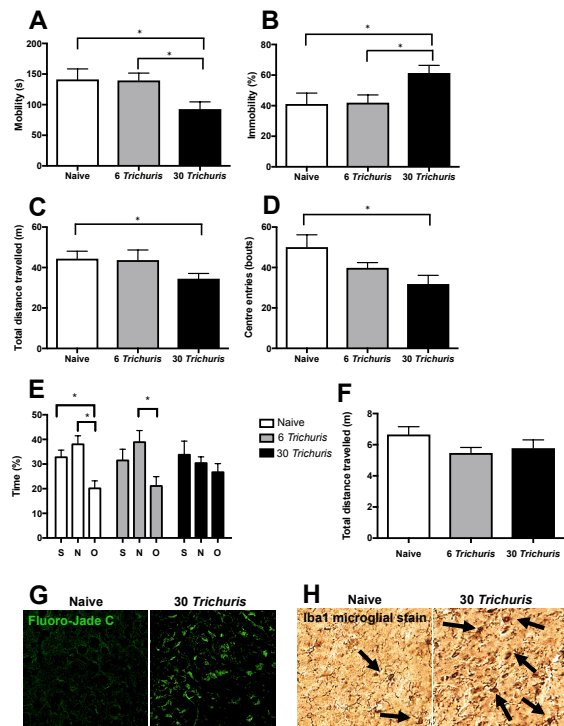 A
Mobility (s)
200
150
100
50
0
*
*
Naive 6 Trichuris 30 Trichuris
B
Immobility (%)
80
60
40
20
0
*
*
Naive 6 Trichuris 30 Trichuris
C
Total distance travelled (m)
60
40
20
0
*
Naive 6 Trichuris 30 Trichuris
D
Centre entries (bouts)
60
40
20
0
*
Naive 6 Trichuris 30 Trichuris
E
Time (%)
50
40
30
20
10
0
*
*
*
S N O S N O S N O
Naive
6 Trichuris
30 Trichuris
F
Total distance travelled (m)
8
6
4
2
0
Naive 6 Trichuris 30 Trichuris
G
Naive 30 Trichuris
Fluoro-Jade C
H
Naive 30 Trichuris
Iba1 microglial stain